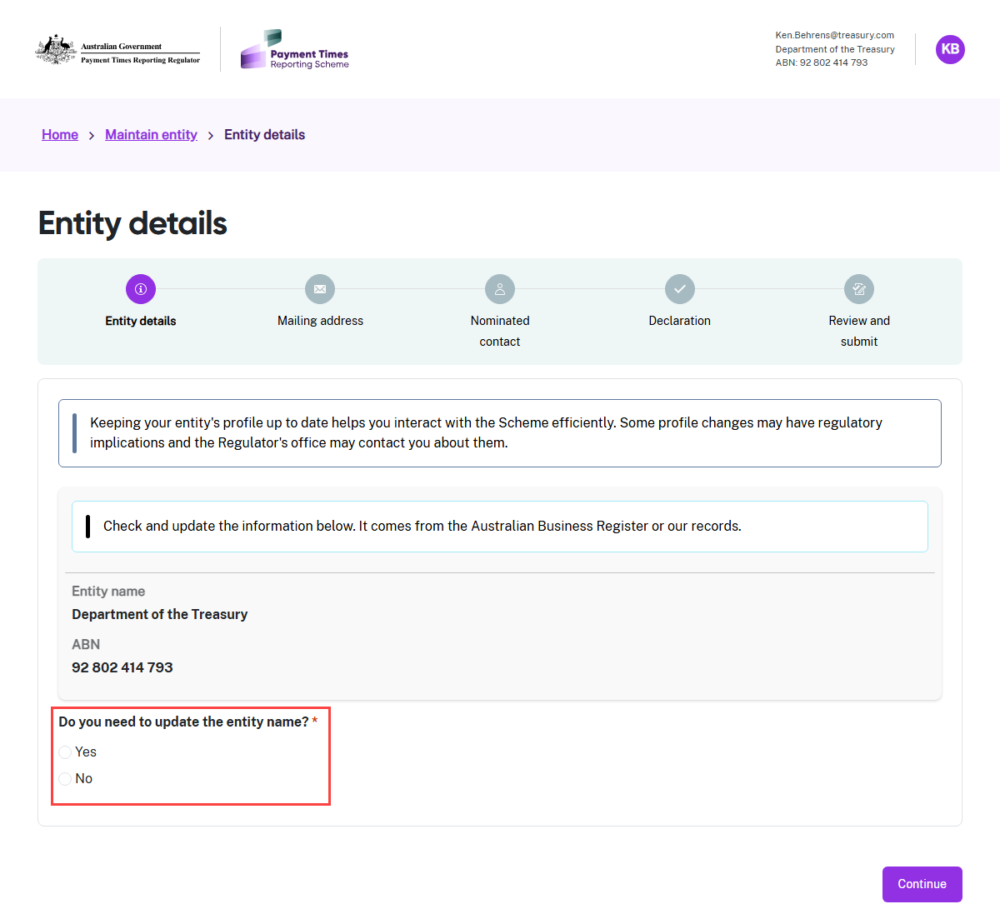 Australian Government
Payment Times Reporting Regulator
Payment Times
Reporting Scheme
Ken.Behrens@treasury.com
Department of the Treasury
ABN: 92 802 414 793
KB
Home > Maintain entity > Entity details
Entity details
Entity details
Mailing address
Nominated
contact
Declaration
Review and
submit
Keeping your entity's profile up to date helps you interact with the Scheme efficiently. Some profile changes may have regulatory
implications and the Regulator's office may contact you about them.
Check and update the information below. It comes from the Australian Business Register or our records.
Entity name
Department of the Treasury
ABN
92 802 414 793
Do you need to update the entity name? *
Yes
No
Continue